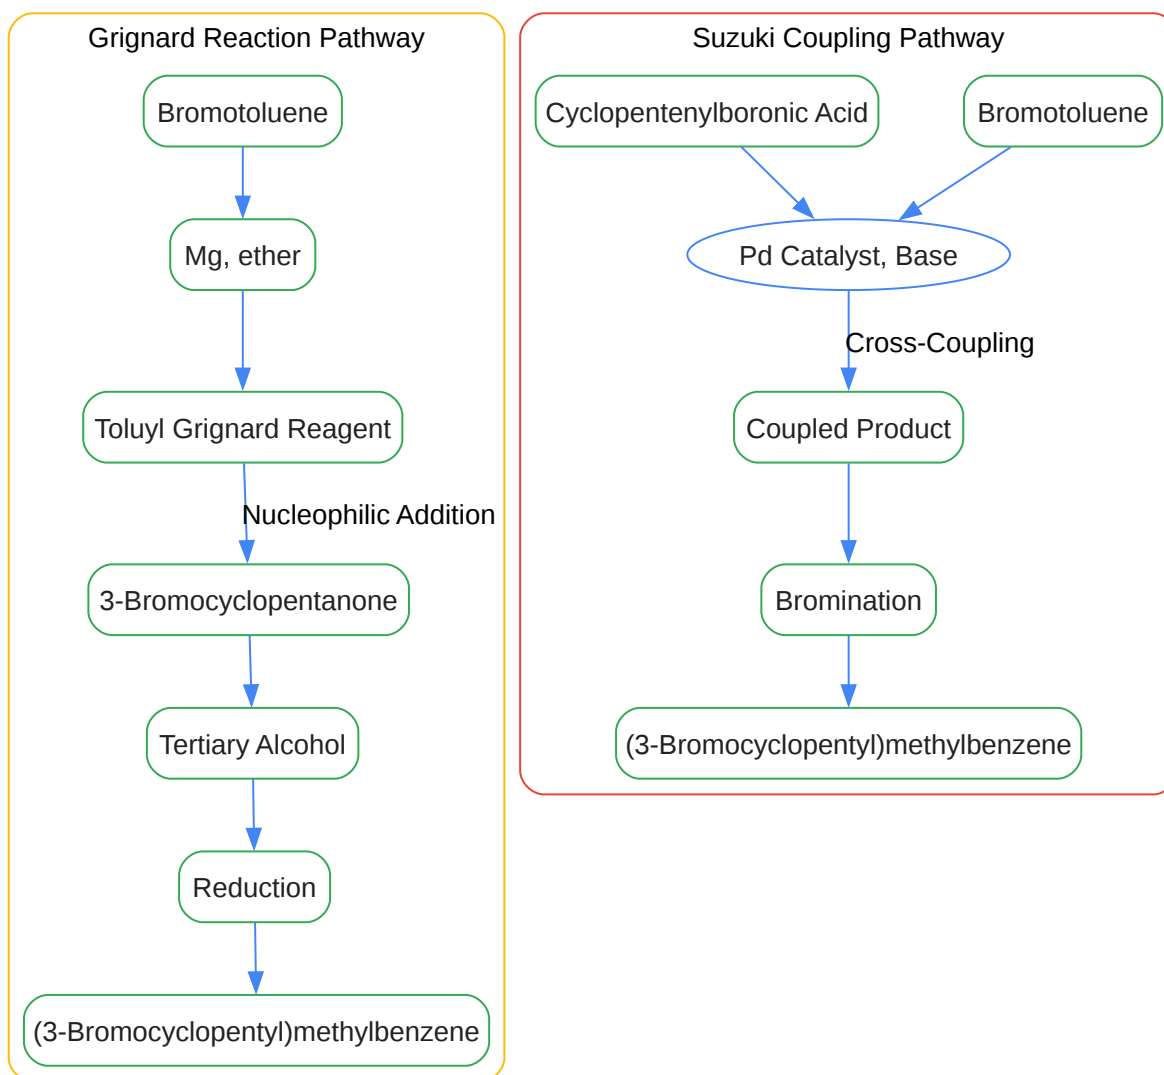 Grignard Reaction Pathway
Bromotoluene
Mg, ether
Toluyl Grignard Reagent
Nucleophilic Addition
3-Bromocyclopentanone
Tertiary Alcohol
Reduction
(3-Bromocyclopentyl)methylbenzene
Suzuki Coupling Pathway
Cyclopentenylboronic Acid
Bromotoluene
Pd Catalyst, Base
Cross-Coupling
Coupled Product
Bromination
(3-Bromocyclopentyl)methylbenzene